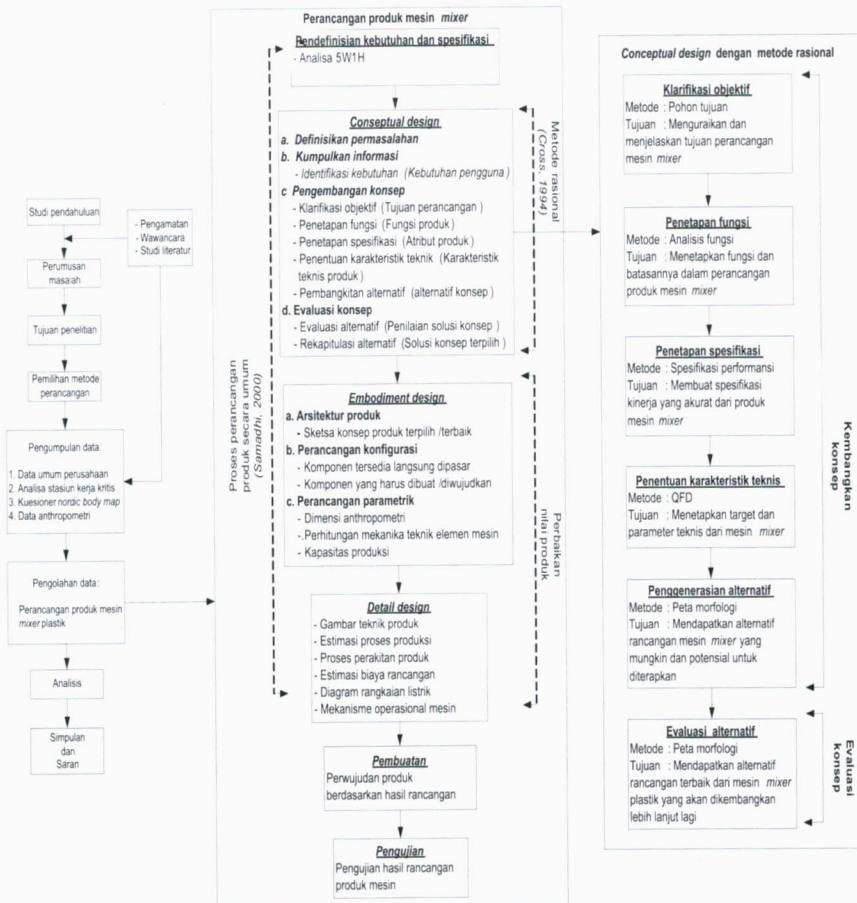 Studi pendahuluan
- Pengamatan
- Wawancara
- Studi literatur
Perumusan
masalah
Tujuan penelitian
Pemilihan metode
perancangan
Pengumpulan data:
1. Data umum perusahaan
2. Analisa stasiun kerja kritis
3. Kuesioner nordic body map
4. Data anthropometri
Pengolahan data:
Perancangan produk mesin
mixer plastik
Analisis
Simpulan
dan
Saran
Perancangan produk mesin mixer
Pendefinisian kebutuhan dan spesifikasi
- Analisa 5W1H
Conseptual design
a. Definisikan permasalahan
b. Kumpulkan informasi
- Identifikasi kebutuhan (Kebutuhan pengguna)
c Pengembangan konsep
- Klarifikasi objektif (Tujuan perancangan )
- Penetapan fungsi (Fungsi produk )
- Penetapan spesifikasi (Atribut produk )
- Penentuan karakteristik teknik (Karakteristik
teknis produk )
- Pembangkitan alternatif (alternatif konsep )
d. Evaluasi konsep
- Evaluasi alternatif (Penilaian solusi konsep )
- Rekapitulasi alternatif (Solusi konsep terpilih )
Embodiment design
a. Arsitektur produk
- Sketsa konsep produk terpilih /terbaik
b. Perancangan konfigurasi
- Komponen tersedia langsung dipasar
- Komponen yang harus dibuat /diwujudkan
c. Perancangan parametrik
- Dimensi anthropometri
- .Perhitungan mekanika teknik elemen mesin
- Kapasitas produksi
Detail design
- Gambar teknik produk
- Estimasi proses produksi
- Proses perakitan produk
- Estimasi biaya rancangan
- Diagram rangkaian listrik
- Mekanisme operasional mesin
Pembuatan
Perwujudan produk
berdasarkan hasil rancangan
Pengujian
Pengujian hasil rancangan
produk mesin
Proses perancangan
produk secara umum
(Samadhi, 2000)
Metode rasional
(Cross, 1994)
Perbaikan
nilai produk
Conceptual design dengan metode rasional
Klarifikasi objektif
Metode : Pohon tujuan
Tujuan : Menguraikan dan
menjelaskan tujuan perancangan
mesin mixer
Penetapan fungsi
Metode : Analisis fungsi
Tujuan : Menetapkan fungsi dan
batasannya dalam perancangan
produk mesin mixer
Penetapan spesifikasi
Metode : Spesifikasi performansi
Tujuan : Membuat spesifikasi
kinerja yang akurat dari produk
mesin mixer
Penentuan karakteristik teknis
Metode : QFD
Tujuan : Menetapkan target dan
parameter teknis dari mesin mixer
Penggenerasian alternatif
Metode : Peta morfologi
Tujuan : Mendapatkan alternatif
rancangan mesin mixer yang
mungkin dan potensial untuk
diterapkan
Evaluasi alternatif
Metode : Peta morfologi
Tujuan : Mendapatkan alternatif
rancangan terbaik dari mesin mixer
plastik yang akan dikembangkan
lebih lanjut lagi
Kembangkan
konsep
Evaluasi
konsep